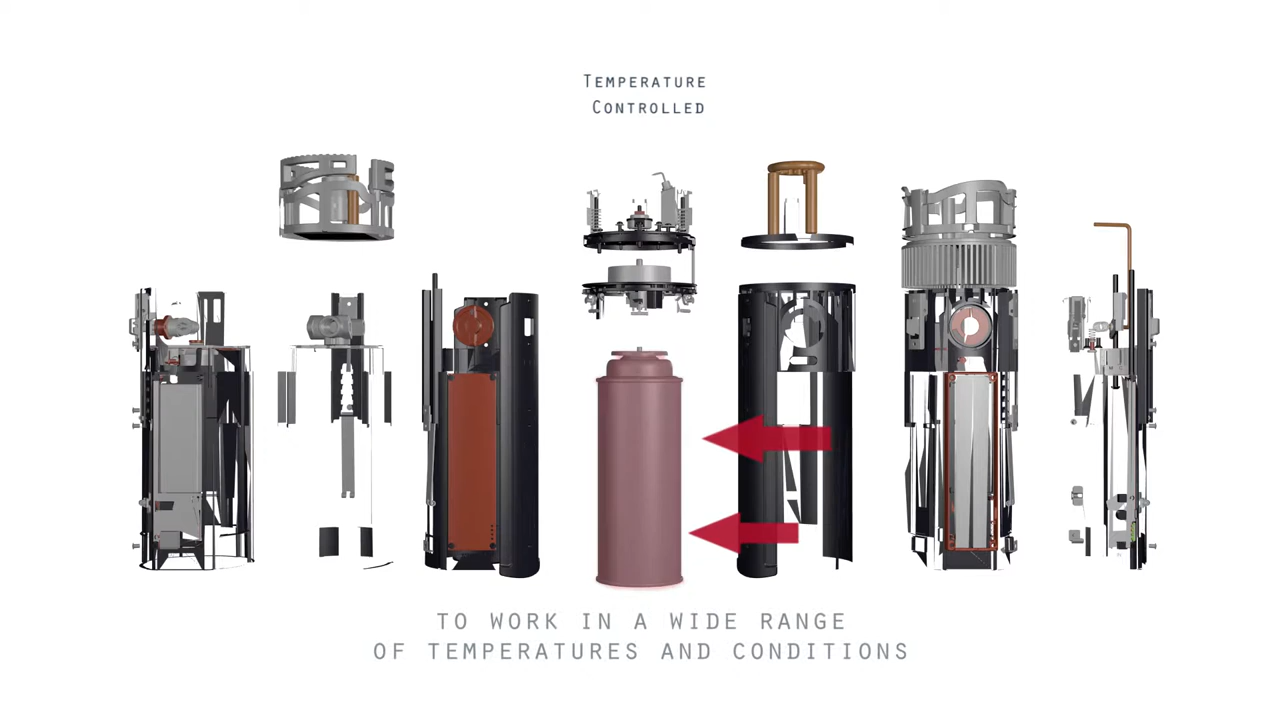 Temperature
Controlled
TO WORK IN A WIDE RANGE
OF TEMPERATURES AND CONDITIONS